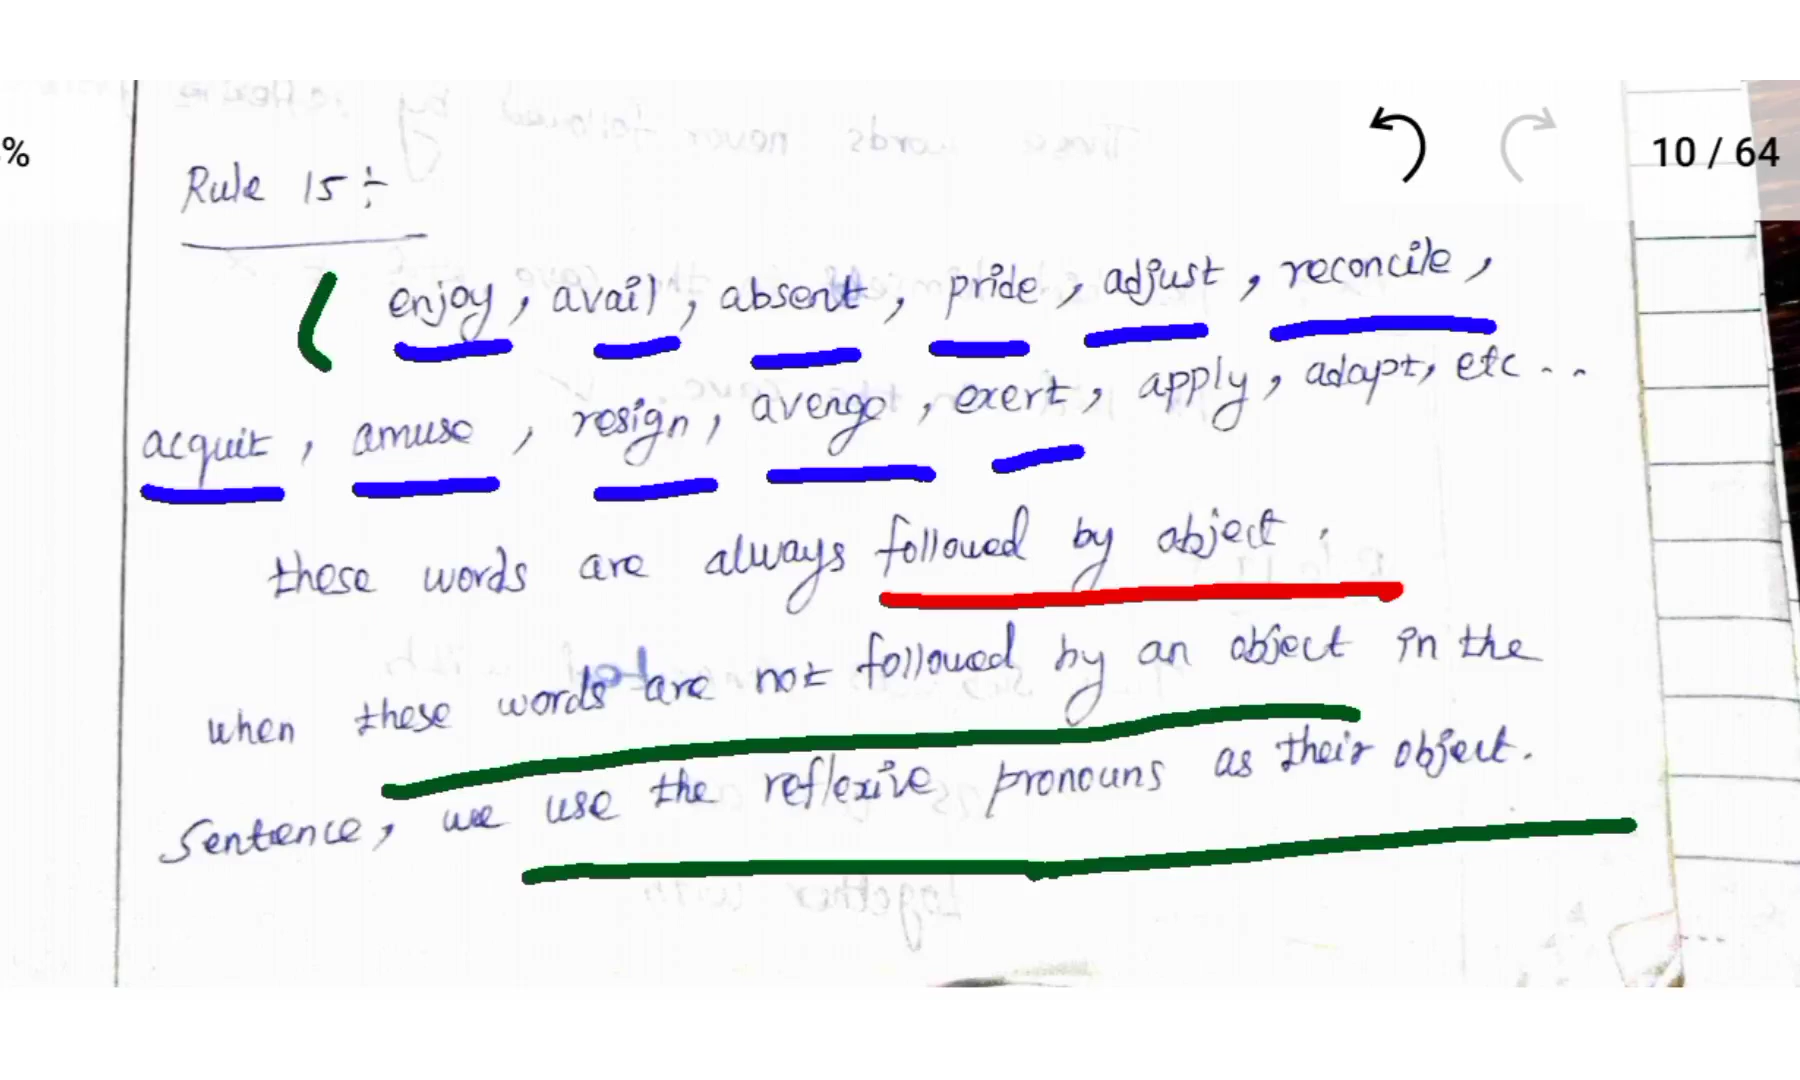 %
10 / 64
Rule 15 :-
enjoy, avail, absent, pride, adjust, reconcile,
acquit, amuse, resign, avenge, exert, apply, adapt, etc...
these words are always followed by object.
when these words are not followed by an object in the
Sentence, we use the reflexive pronouns as their object.
together with